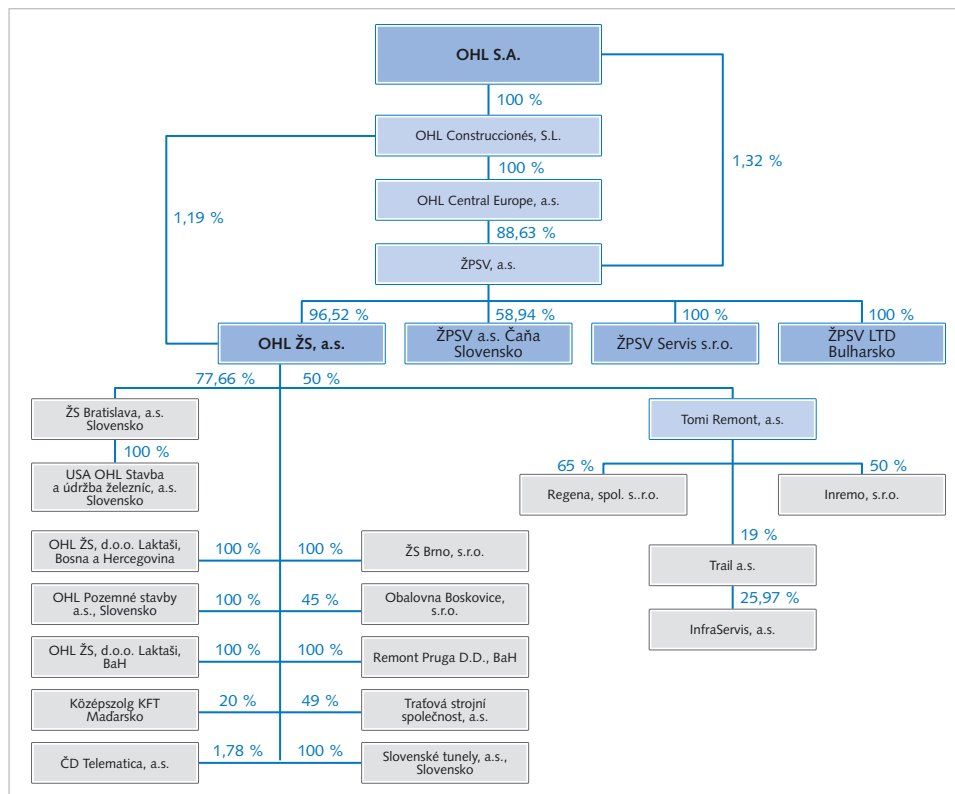 OHL S.A.
100 %
OHL Construcciónés, S.L.
1,32 %
100 %
OHL Central Europe, a.s.
1,19 %
88,63 %
ŽPSV, a.s.
96,52 %
58,94 %
100 %
100 %
OHL ŽS, a.s.
ŽPSV a.s. Čaňa
Slovensko
ŽPSV Servis s.r.o.
ŽPSV LTD
Bulharsko
77,66 %
50 %
ŽS Bratislava, a.s.
Slovensko
Tomi Remont, a.s.
100 %
USA OHL Stavba
a údržba železníc, a.s.
Slovensko
65 %
50 %
Regena, spol. s..r.o.
Inremo, s.r.o.
OHL ŽS, d.o.o. Laktaši,
Bosna a Hercegovina
100 %
100 %
ŽS Brno, s.r.o.
19 %
Trail a.s.
OHL Pozemné stavby
a.s., Slovensko
100 %
45 %
Obalovna Boskovice,
s.r.o.
25,97 %
InfraServis, a.s.
OHL ŽS, d.o.o. Laktaši,
BaH
100 %
100 %
Remont Pruga D.D., BaH
Középszolg KFT
Maďarsko
20 %
49 %
Traťová strojní
společnost, a.s.
ČD Telematica, a.s.
1,78 %
100 %
Slovenské tunely, a.s.,
Slovensko